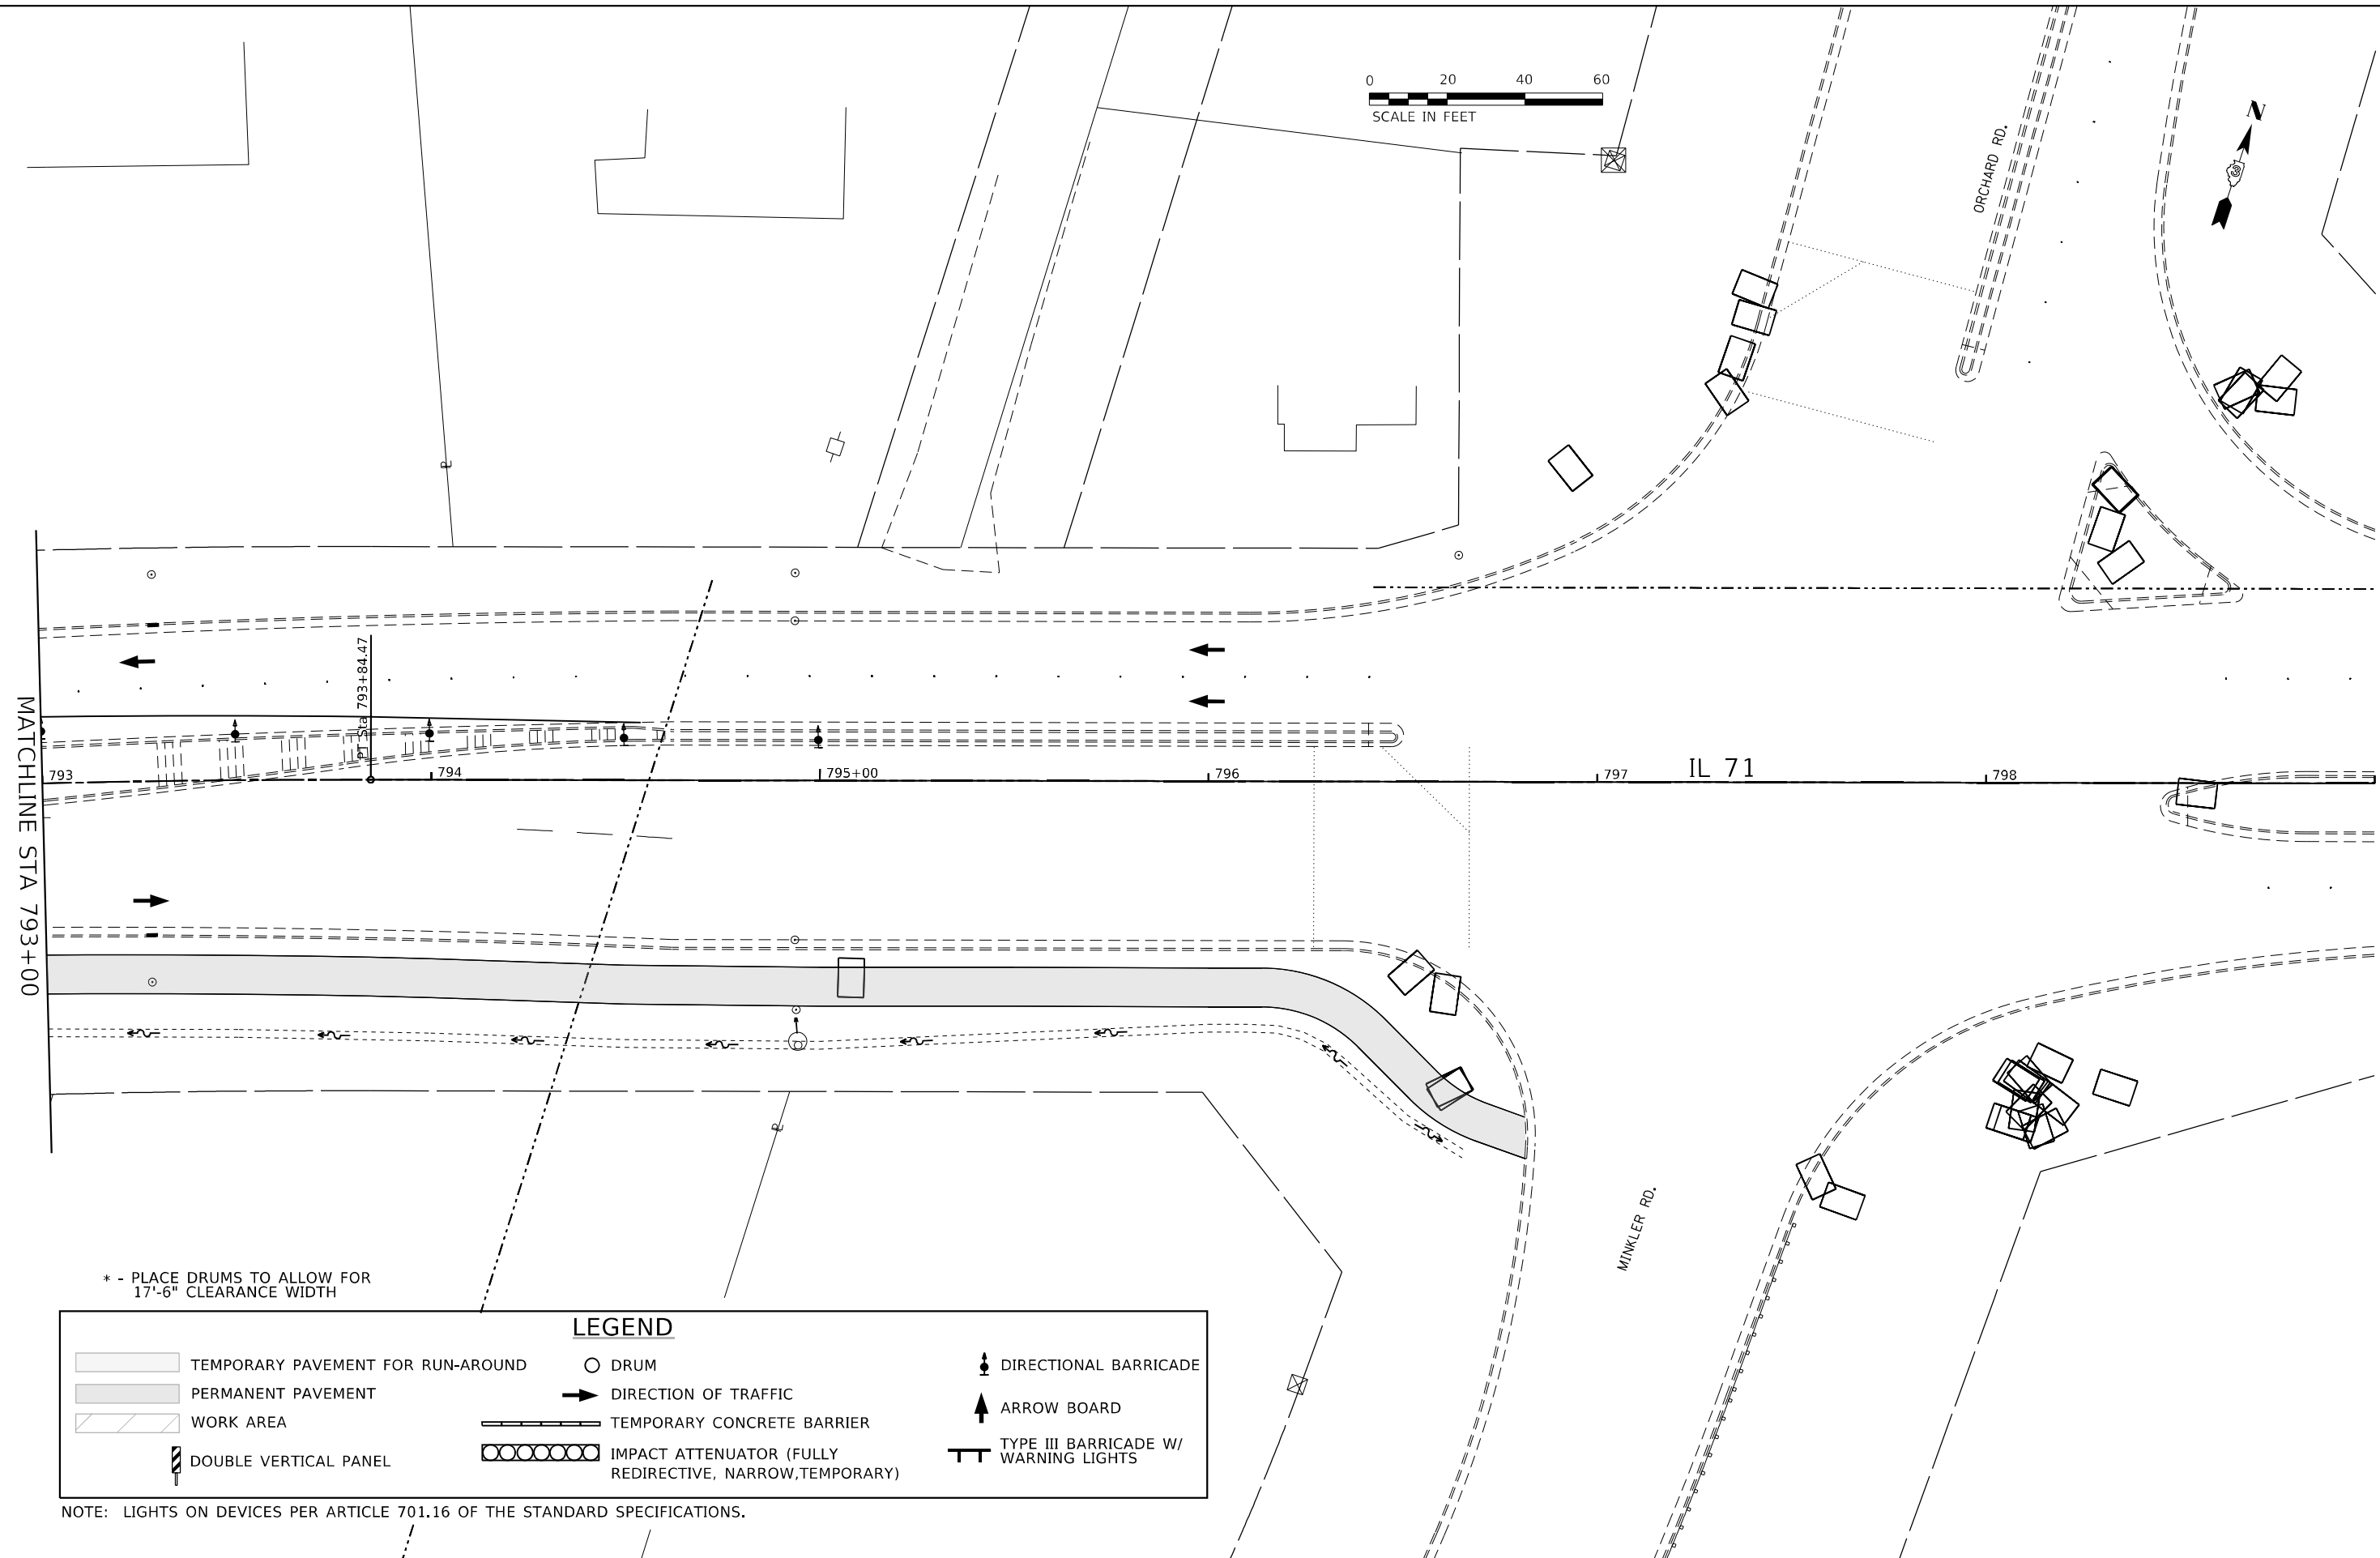 0 20 40 60
SCALE IN FEET
ORCHARD RD.
N
MATCHLINE STA 793+00
PT Sta 793+84.47
793
794
795+00
796
797
798
IL 71
MINKLER RD.
* - PLACE DRUMS TO ALLOW FOR
17'-6" CLEARANCE WIDTH
LEGEND
TEMPORARY PAVEMENT FOR RUN-AROUND
PERMANENT PAVEMENT
WORK AREA
DOUBLE VERTICAL PANEL
DRUM
DIRECTION OF TRAFFIC
TEMPORARY CONCRETE BARRIER
IMPACT ATTENUATOR (FULLY
REDIRECTIVE, NARROW,TEMPORARY)
DIRECTIONAL BARRICADE
ARROW BOARD
TYPE III BARRICADE W/
WARNING LIGHTS
NOTE: LIGHTS ON DEVICES PER ARTICLE 701.16 OF THE STANDARD SPECIFICATIONS.